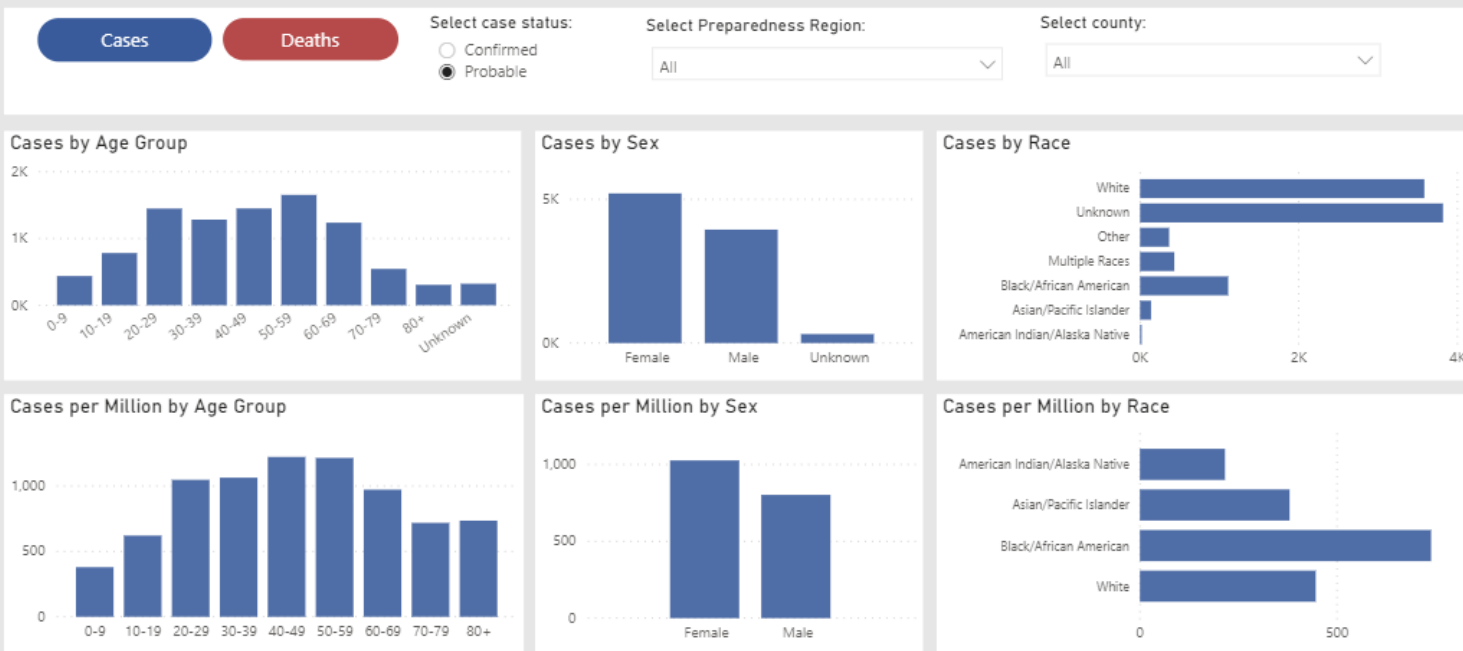 Cases
Deaths
Select case status:
Confirmed
Probable
Select Preparedness Region:
All
Select county:
All
Cases by Age Group
2K
1K
0K
0-9
10-19
20-29
30-39
40-49
50-59
60-69
70-79
80+
Unknown
Cases by Sex
5K
0K
Female
Male
Unknown
Cases by Race
White
Unknown
Other
Multiple Races
Black/African American
Asian/Pacific Islander
American Indian/Alaska Native
0K
2K
4K
Cases per Million by Age Group
1,000
500
0
0-9
10-19
20-29
30-39
40-49
50-59
60-69
70-79
80+
Cases per Million by Sex
1,000
500
0
Female
Male
Cases per Million by Race
American Indian/Alaska Native
Asian/Pacific Islander
Black/African American
White
0
500